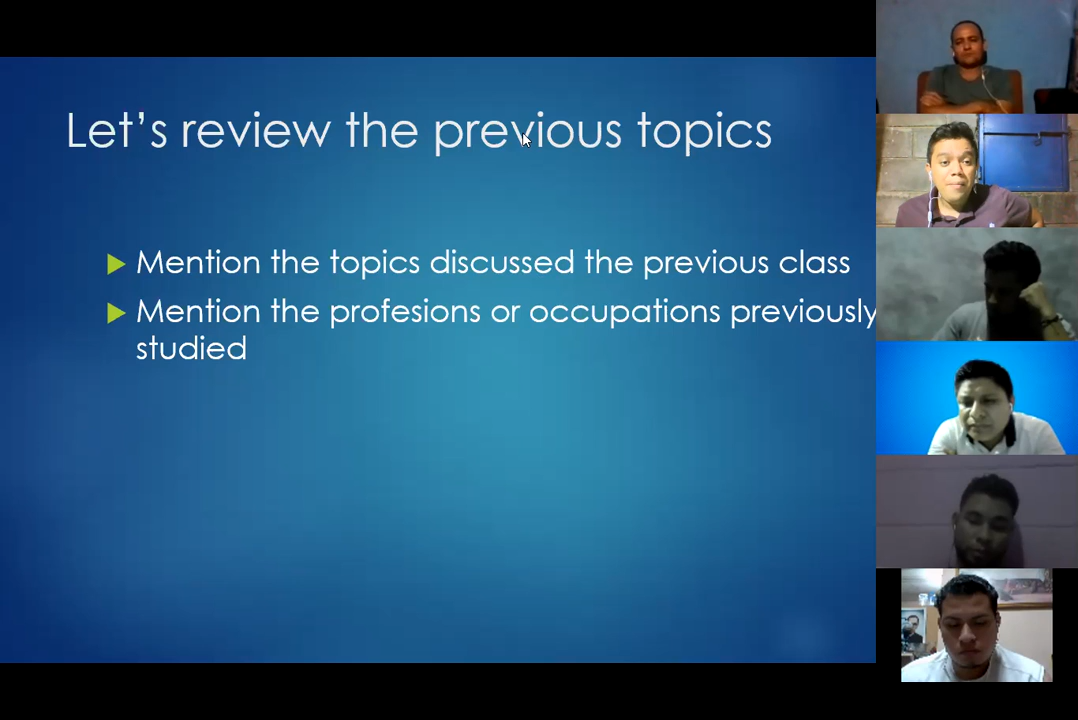 Let's review the previous topics
Mention the topics discussed the previous class
Mention the profesions or occupations previously
studied